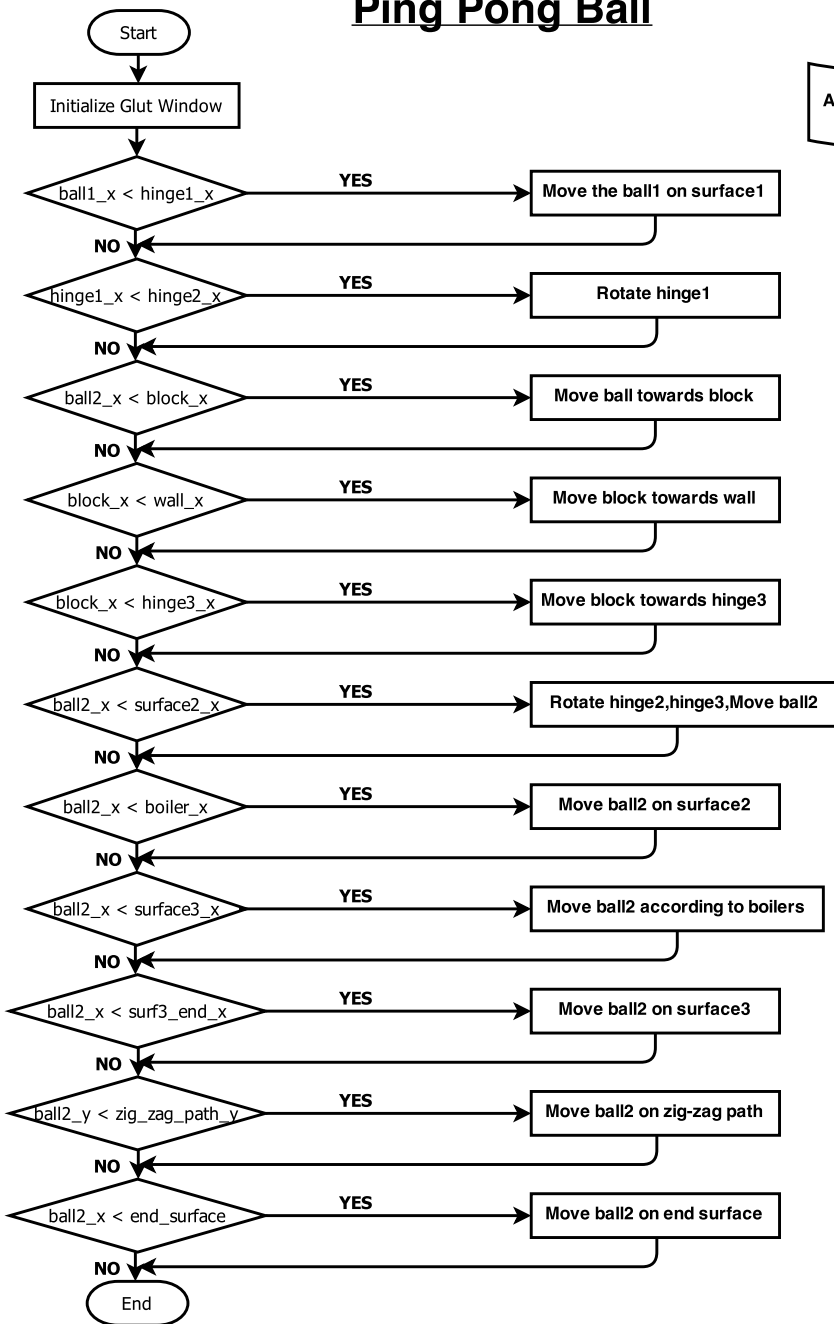 Ping Pong Ball
Start
Initialize Glut Window
A
ball1_x < hinge1_x
YES
Move the ball1 on surface1
NO
hinge1_x < hinge2_x
YES
Rotate hinge1
NO
ball2_x < block_x
YES
Move ball towards block
NO
block_x < wall_x
YES
Move block towards wall
NO
block_x < hinge3_x
YES
Move block towards hinge3
NO
ball2_x < surface2_x
YES
Rotate hinge2,hinge3,Move ball2
NO
ball2_x < boiler_x
YES
Move ball2 on surface2
NO
ball2_x < surface3_x
YES
Move ball2 according to boilers
NO
ball2_x < surf3_end_x
YES
Move ball2 on surface3
NO
ball2_y < zig_zag_path_y
YES
Move ball2 on zig-zag path
NO
ball2_x < end_surface
YES
Move ball2 on end surface
NO
End